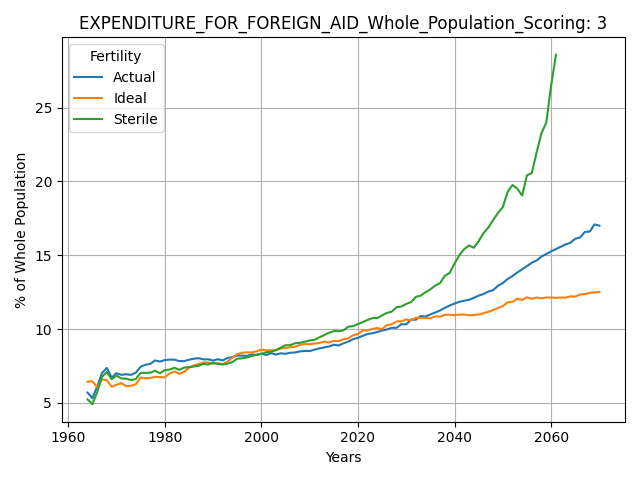 EXPENDITURE_FOR_FOREIGN_AID_Whole_Population_Scoring: 3
Fertility
Actual
Ideal
Sterile
% of Whole Population
25
20
15
10
5
1960 1980 2000 2020 2040 2060
Years